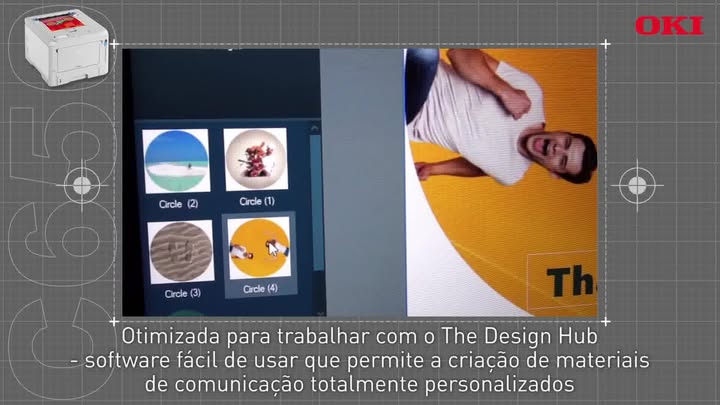 OKI
C650
Circle (2)
Circle (1)
Circle (3)
Circle (4)
Th
Otimizada para trabalhar com o The Design Hub
- software fácil de usar que permite a criação de materiais
de comunicação totalmente personalizados